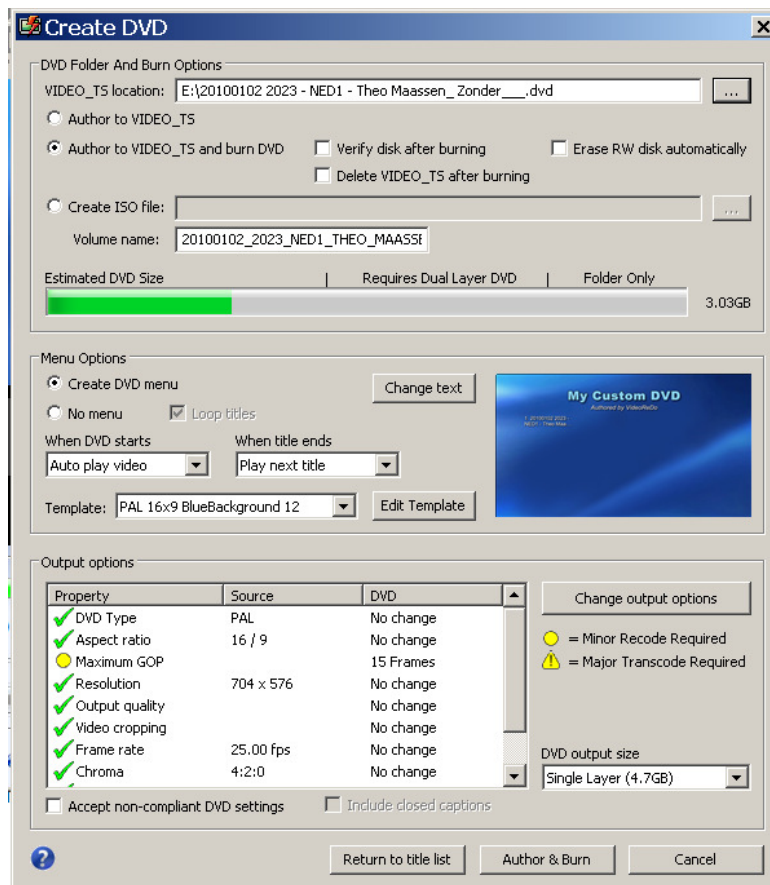 Create DVD
DVD Folder And Burn Options
VIDEO_TS location: E:\20100102 2023 - NED1 - Theo Maassen_ Zonder___.dvd ...
Author to VIDEO_TS
Author to VIDEO_TS and burn DVD Verify disk after burning Erase RW disk automatically
Delete VIDEO_TS after burning
Create ISO file: ...
Volume name: 20100102_2023_NED1_THEO_MAASSE
Estimated DVD Size | Requires Dual Layer DVD | Folder Only
3.03GB
Menu Options
Create DVD menu Change text
No menu Loop titles
When DVD starts When title ends
Auto play video Play next title
Template: PAL 16x9 BlueBackground 12 Edit Template
My Custom DVD
Authored by VideoReDo
1. 20100102 2023 -
NED1 - Theo Maa
Output options
Property Source DVD
DVD Type PAL No change
Aspect ratio 16 / 9 No change
Maximum GOP 15 Frames
Resolution 704 x 576 No change
Output quality No change
Video cropping No change
Frame rate 25.00 fps No change
Chroma 4:2:0 No change
Change output options
= Minor Recode Required
= Major Transcode Required
DVD output size
Single Layer (4.7GB)
Accept non-compliant DVD settings Include closed captions
Return to title list Author & Burn Cancel